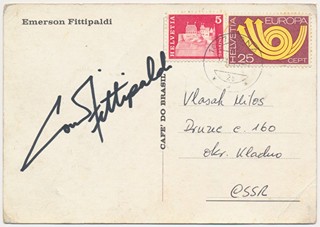 Emerson Fittipaldi
HELVETIA
5
HELVETIA
EUROPA
25
CEPT
Fittipaldi
CAFÉ DO BRASIL
Vlasak Milos
Druzec c. 160
okr. Kladno
ČSSR